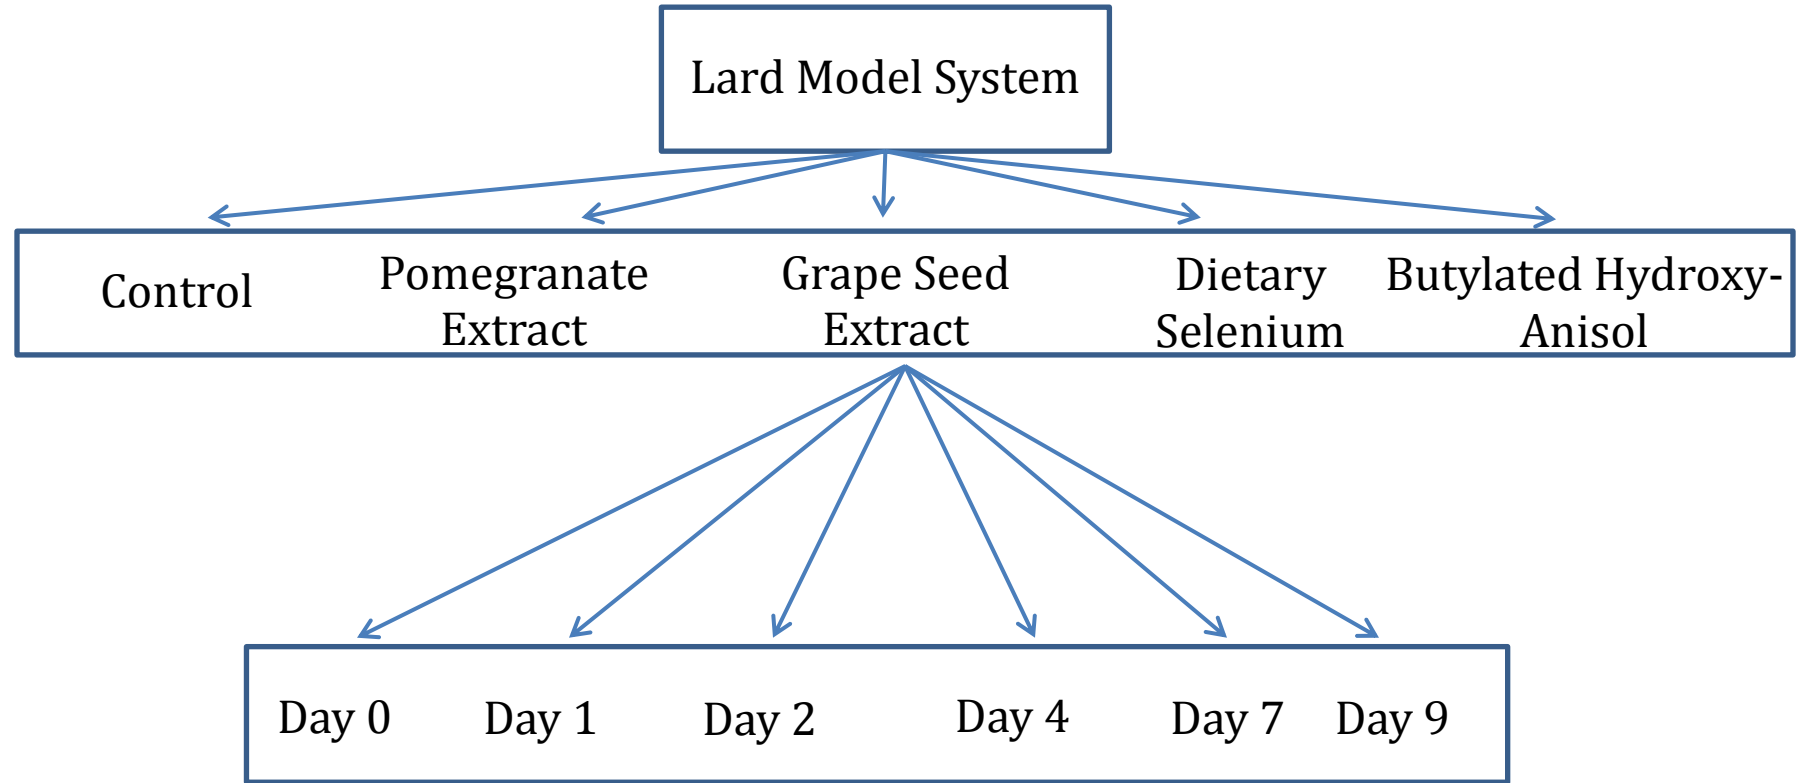 Lard Model System
Control
Pomegranate
Extract
Grape Seed
Extract
Dietary
Selenium
Butylated Hydroxy-
Anisol
Day 0
Day 1
Day 2
Day 4
Day 7
Day 9